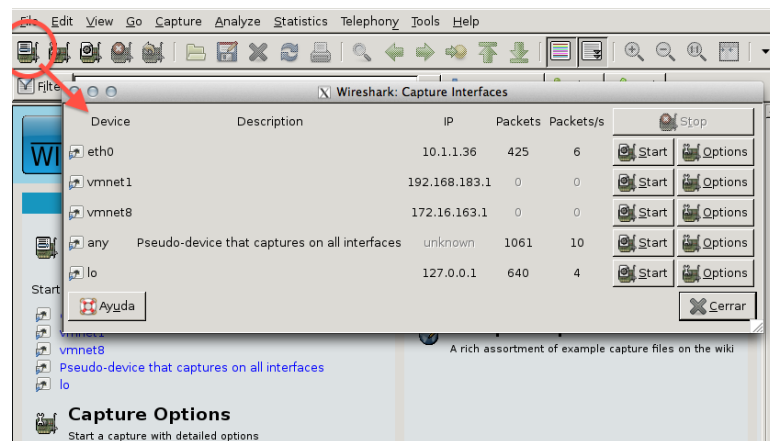 File Edit View Go Capture Analyze Statistics Telephony Tools Help
Filte
Wireshark: Capture Interfaces
Device Description IP Packets Packets/s Stop
eth0 10.1.1.36 425 6 Start Options
vmnet1 192.168.183.1 0 0 Start Options
vmnet8 172.16.163.1 0 0 Start Options
any Pseudo-device that captures on all interfaces unknown 1061 10 Start Options
lo 127.0.0.1 640 4 Start Options
Ayuda Cerrar
WI
Start
vmnet1
vmnet8
Pseudo-device that captures on all interfaces
lo
A rich assortment of example capture files on the wiki
Capture Options
Start a capture with detailed options